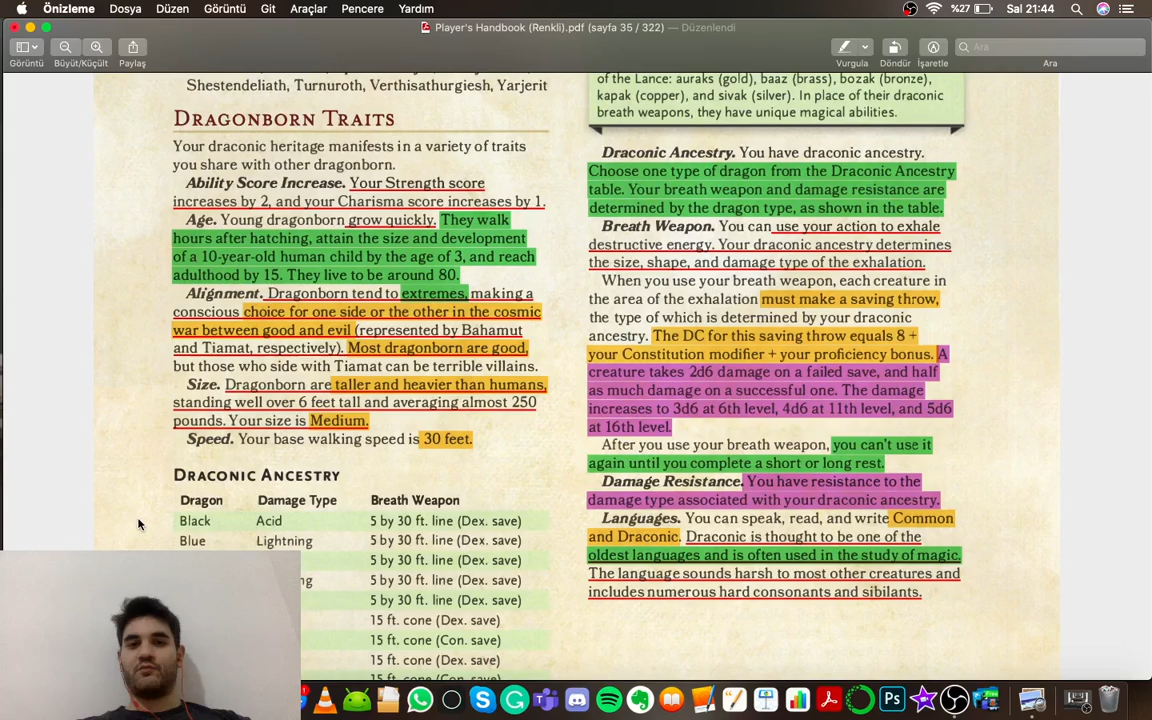 Önizleme Dosya Düzen Görüntü Git Araçlar Pencere Yardım %27 Sal 21:44
Player's Handbook (Renkli).pdf (sayfa 35 / 322) — Düzenlendi
Görüntü Büyüt/Küçült Paylaş Vurgula Döndür İşaretle Ara
Ara
Shestendeliath, Turnuroth, Verthisathurgiesh, Yarjerit
DRAGONBORN TRAITS
Your draconic heritage manifests in a variety of traits
you share with other dragonborn.
Ability Score Increase. Your Strength score
increases by 2, and your Charisma score increases by 1.
Age. Young dragonborn grow quickly. They walk
hours after hatching, attain the size and development
of a 10-year-old human child by the age of 3, and reach
adulthood by 15. They live to be around 80.
Alignment. Dragonborn tend to extremes, making a
conscious choice for one side or the other in the cosmic
war between good and evil (represented by Bahamut
and Tiamat, respectively). Most dragonborn are good,
but those who side with Tiamat can be terrible villains.
Size. Dragonborn are taller and heavier than humans,
standing well over 6 feet tall and averaging almost 250
pounds. Your size is Medium.
Speed. Your base walking speed is 30 feet.
DRACONIC ANCESTRY
Dragon Damage Type Breath Weapon
Black Acid 5 by 30 ft. line (Dex. save)
Blue Lightning 5 by 30 ft. line (Dex. save)
5 by 30 ft. line (Dex. save)
ng 5 by 30 ft. line (Dex. save)
5 by 30 ft. line (Dex. save)
15 ft. cone (Dex. save)
15 ft. cone (Con. save)
15 ft. cone (Dex. save)
15 ft. cone (Con. save)
of the Lance: auraks (gold), baaz (brass), bozak (bronze),
kapak (copper), and sivak (silver). In place of their draconic
breath weapons, they have unique magical abilities.
Draconic Ancestry. You have draconic ancestry.
Choose one type of dragon from the Draconic Ancestry
table. Your breath weapon and damage resistance are
determined by the dragon type, as shown in the table.
Breath Weapon. You can use your action to exhale
destructive energy. Your draconic ancestry determines
the size, shape, and damage type of the exhalation.
When you use your breath weapon, each creature in
the area of the exhalation must make a saving throw,
the type of which is determined by your draconic
ancestry. The DC for this saving throw equals 8 +
your Constitution modifier + your proficiency bonus. A
creature takes 2d6 damage on a failed save, and half
as much damage on a successful one. The damage
increases to 3d6 at 6th level, 4d6 at 11th level, and 5d6
at 16th level.
After you use your breath weapon, you can't use it
again until you complete a short or long rest.
Damage Resistance. You have resistance to the
damage type associated with your draconic ancestry.
Languages. You can speak, read, and write Common
and Draconic. Draconic is thought to be one of the
oldest languages and is often used in the study of magic.
The language sounds harsh to most other creatures and
includes numerous hard consonants and sibilants.